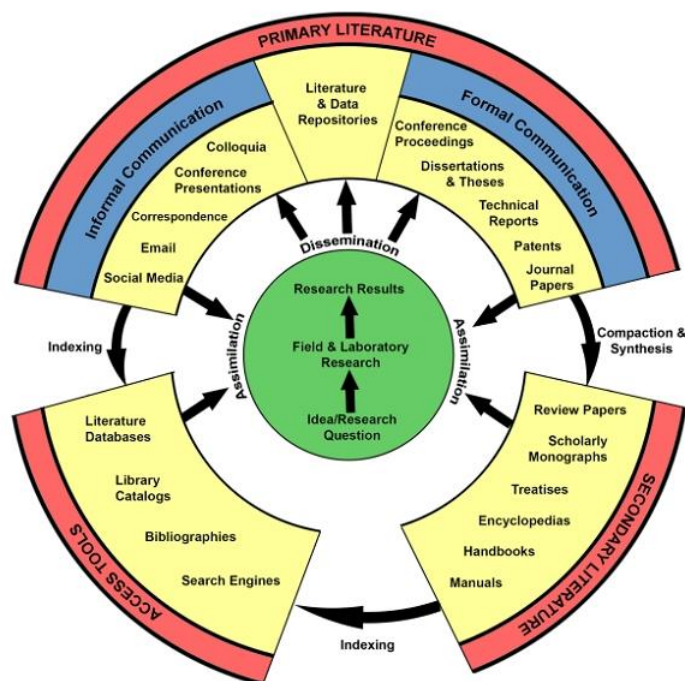 PRIMARY LITERATURE
Informal Communication
Literature
& Data
Repositories
Formal Communication
Colloquia
Conference
Presentations
Correspondence
Email
Social Media
Conference
Proceedings
Dissertations
& Theses
Technical
Reports
Patents
Journal
Papers
Dissemination
Research Results
Field & Laboratory
Research
Idea/Research
Question
Assimilation
Assimilation
Indexing
Compaction &
Synthesis
Literature
Databases
Library
Catalogs
Bibliographies
Search Engines
ACCESS TOOLS
Review Papers
Scholarly
Monographs
Treatises
Encyclopedias
Handbooks
Manuals
SECONDARY LITERATURE
Indexing